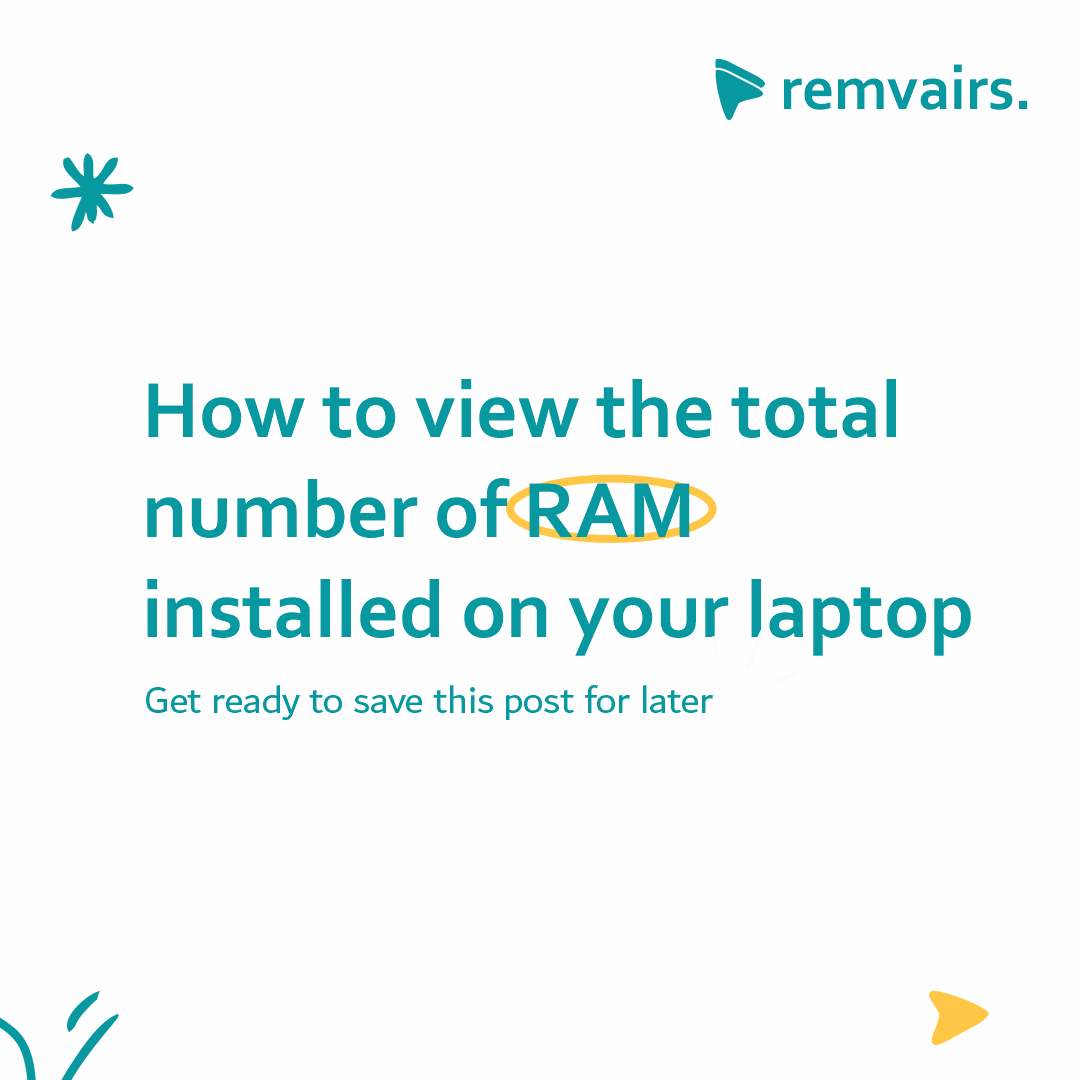 remvairs.
How to view the total
number of RAM
installed on your laptop
Get ready to save this post for later